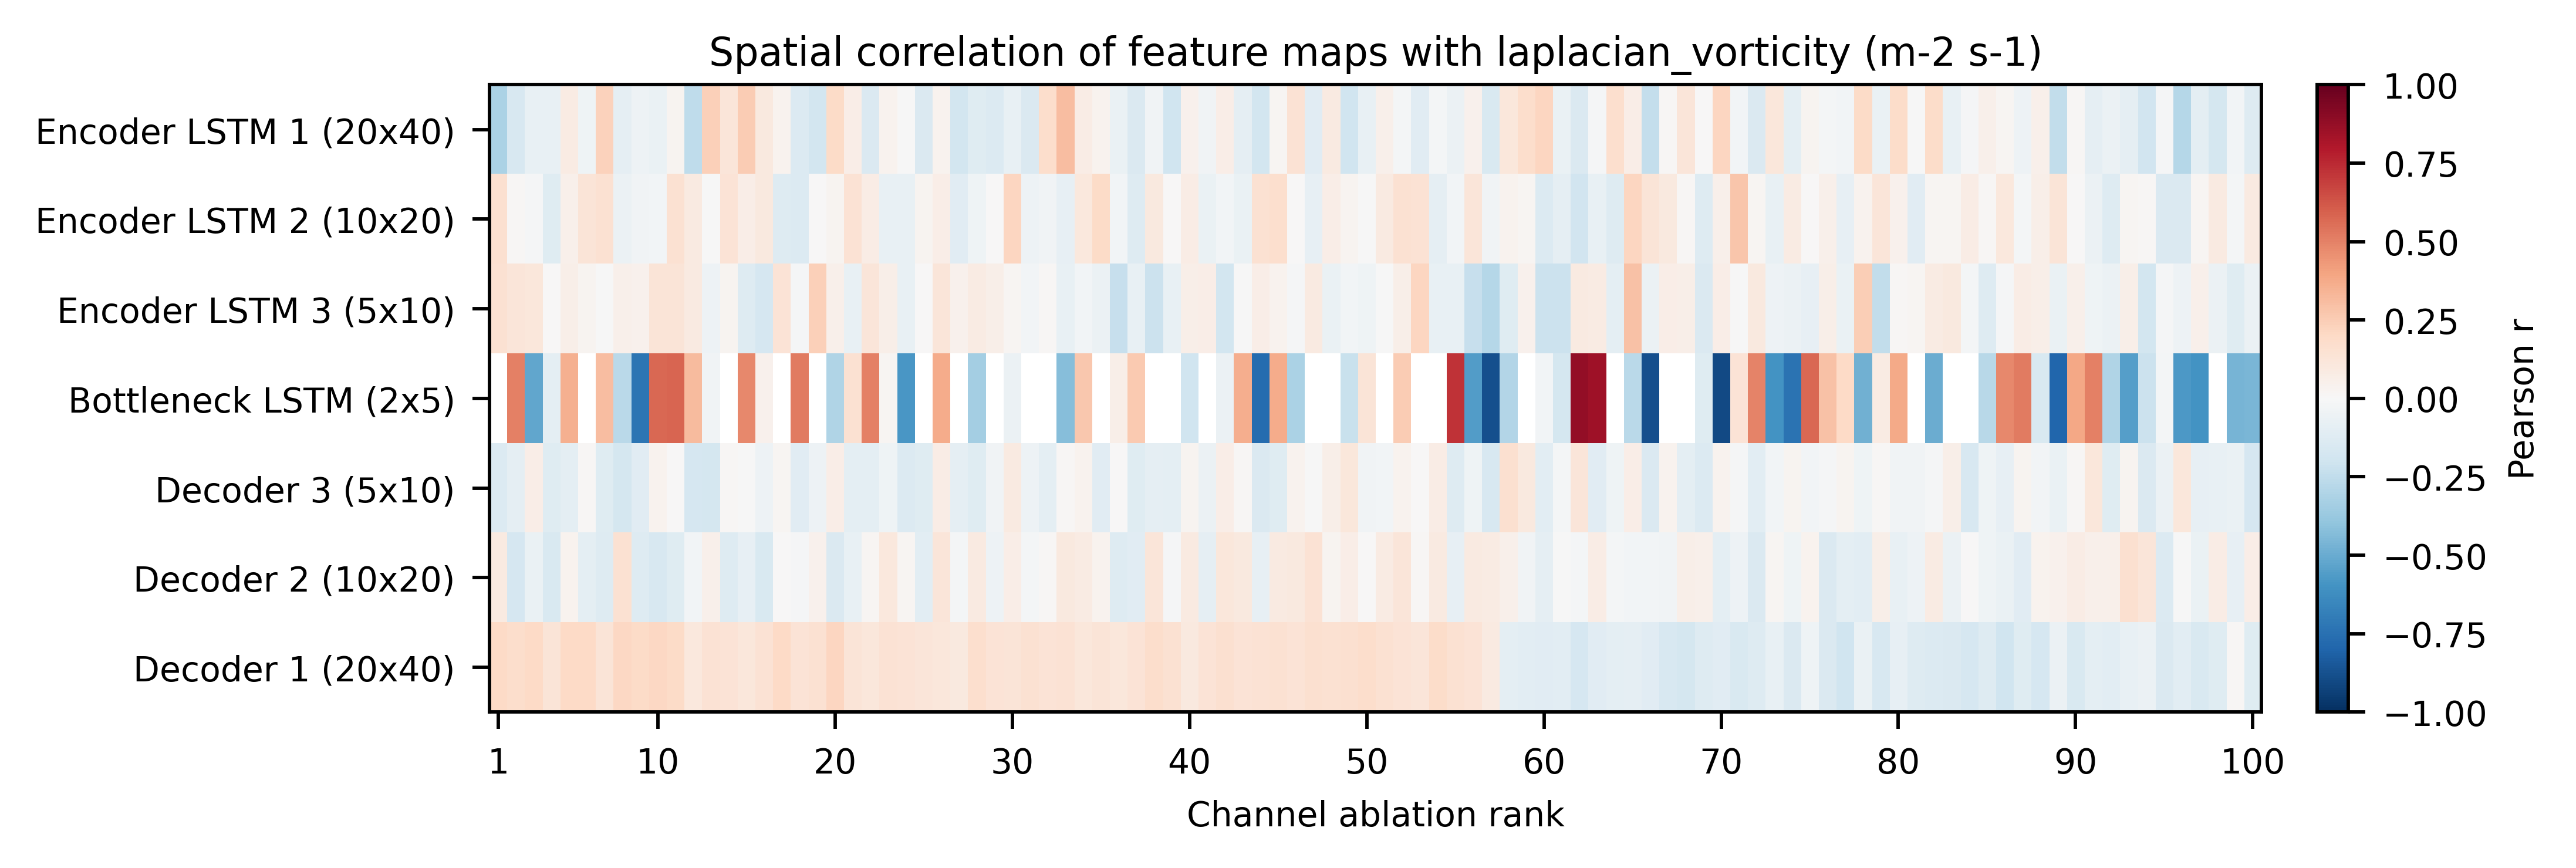 Spatial correlation of feature maps with laplacian_vorticity (m-2 s-1)
Encoder LSTM 1 (20x40)
Encoder LSTM 2 (10x20)
Encoder LSTM 3 (5x10)
Bottleneck LSTM (2x5)
Decoder 3 (5x10)
Decoder 2 (10x20)
Decoder 1 (20x40)
1 10 20 30 40 50 60 70 80 90 100
Channel ablation rank
1.00
0.75
0.50
0.25
0.00
−0.25
−0.50
−0.75
−1.00
Pearson r